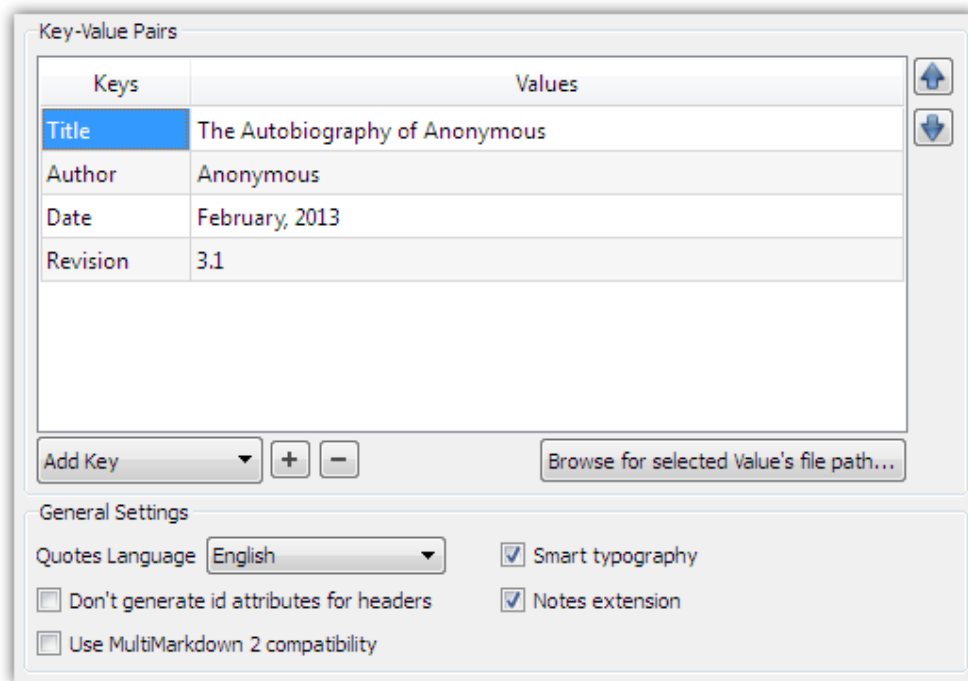 Key-Value Pairs
Keys Values
Title The Autobiography of Anonymous
Author Anonymous
Date February, 2013
Revision 3.1
Add Key + − Browse for selected Value's file path...
General Settings
Quotes Language English Smart typography
Don't generate id attributes for headers Notes extension
Use MultiMarkdown 2 compatibility